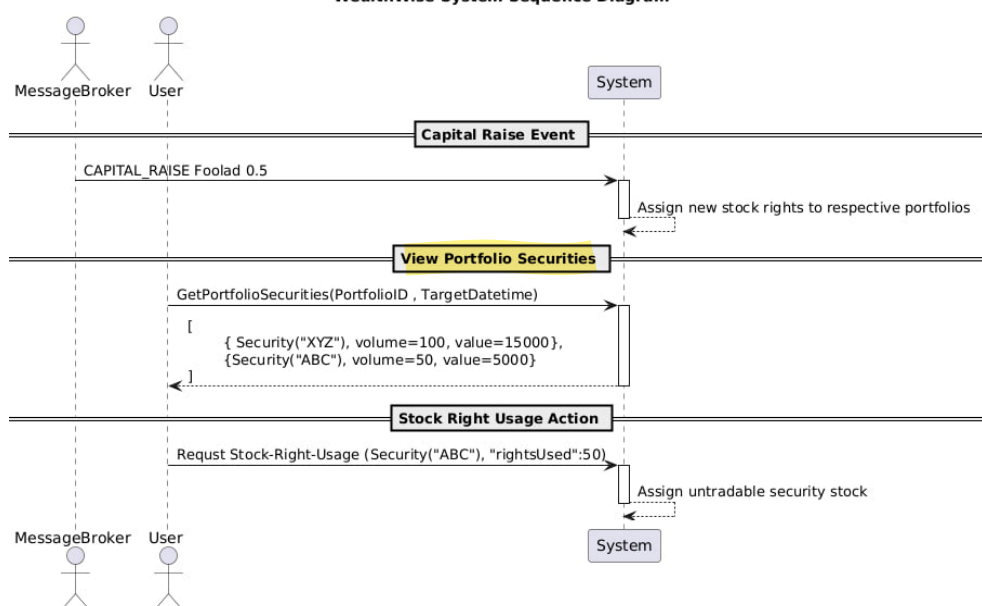 WealthWise System Sequence Diagram
MessageBroker User
System
Capital Raise Event
CAPITAL_RAISE Foolad 0.5
Assign new stock rights to respective portfolios
View Portfolio Securities
GetPortfolioSecurities(PortfolioID , TargetDatetime)
[
{ Security("XYZ"), volume=100, value=15000},
{Security("ABC"), volume=50, value=5000}
]
Stock Right Usage Action
Requst Stock-Right-Usage (Security("ABC"), "rightsUsed":50)
Assign untradable security stock
MessageBroker User
System